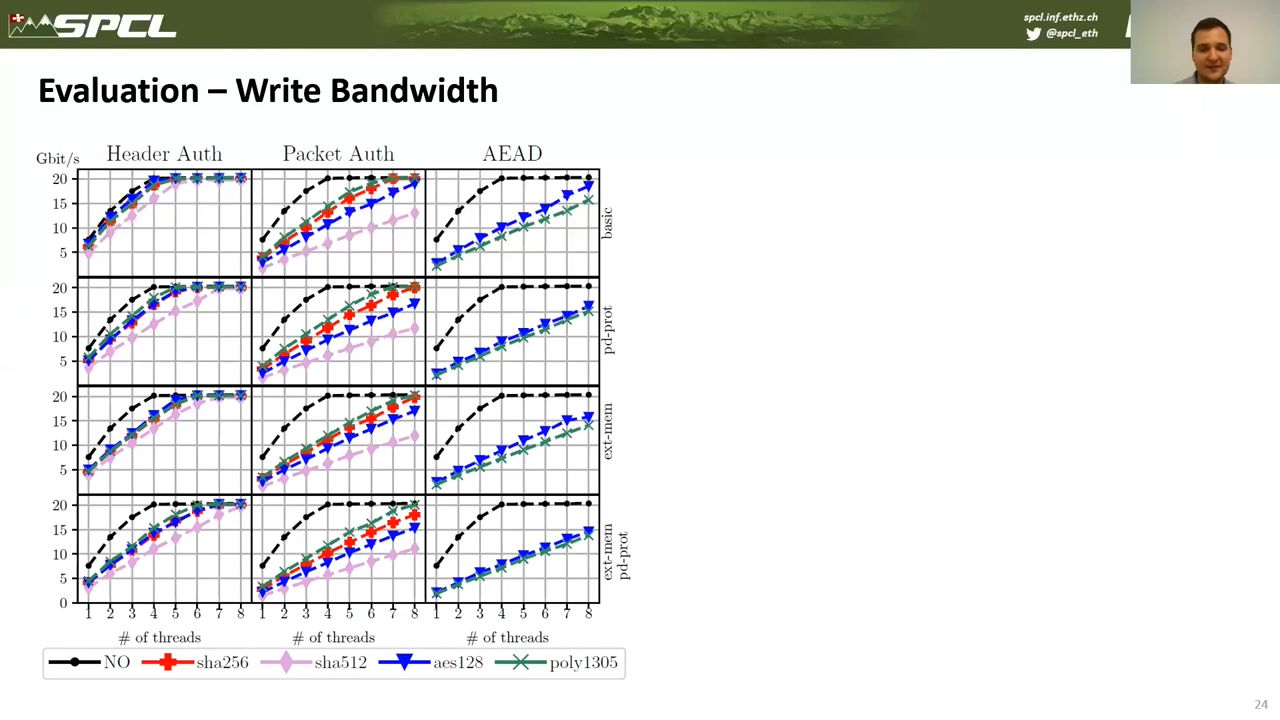 SPCL
spcl.inf.ethz.ch
@spcl_eth
Evaluation – Write Bandwidth
Gbit/s
Header Auth
Packet Auth
AEAD
20
15
10
5
basic
20
15
10
5
pd-prot
20
15
10
5
ext-mem
20
15
10
5
0
ext-mem
pd-prot
1 2 3 4 5 6 7 8
1 2 3 4 5 6 7 8
1 2 3 4 5 6 7 8
# of threads
# of threads
# of threads
NO sha256 sha512 aes128 poly1305
24